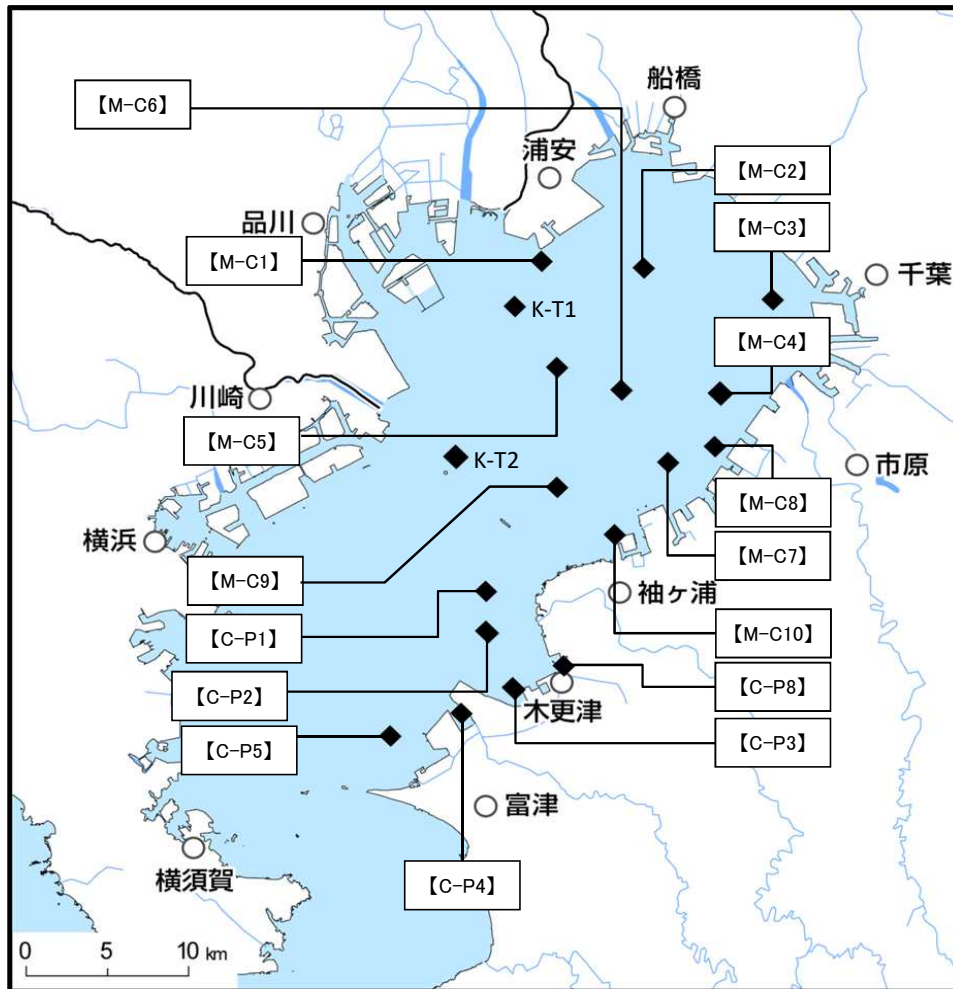 船橋
【M-C6】
浦安
【M-C2】
品川
【M-C3】
【M-C1】
千葉
K-T1
【M-C4】
川崎
【M-C5】
K-T2
市原
【M-C8】
横浜
【M-C7】
【M-C9】
袖ヶ浦
【C-P1】
【M-C10】
【C-P2】
【C-P8】
木更津
【C-P5】
【C-P3】
富津
横須賀
【C-P4】
0 5 10 km